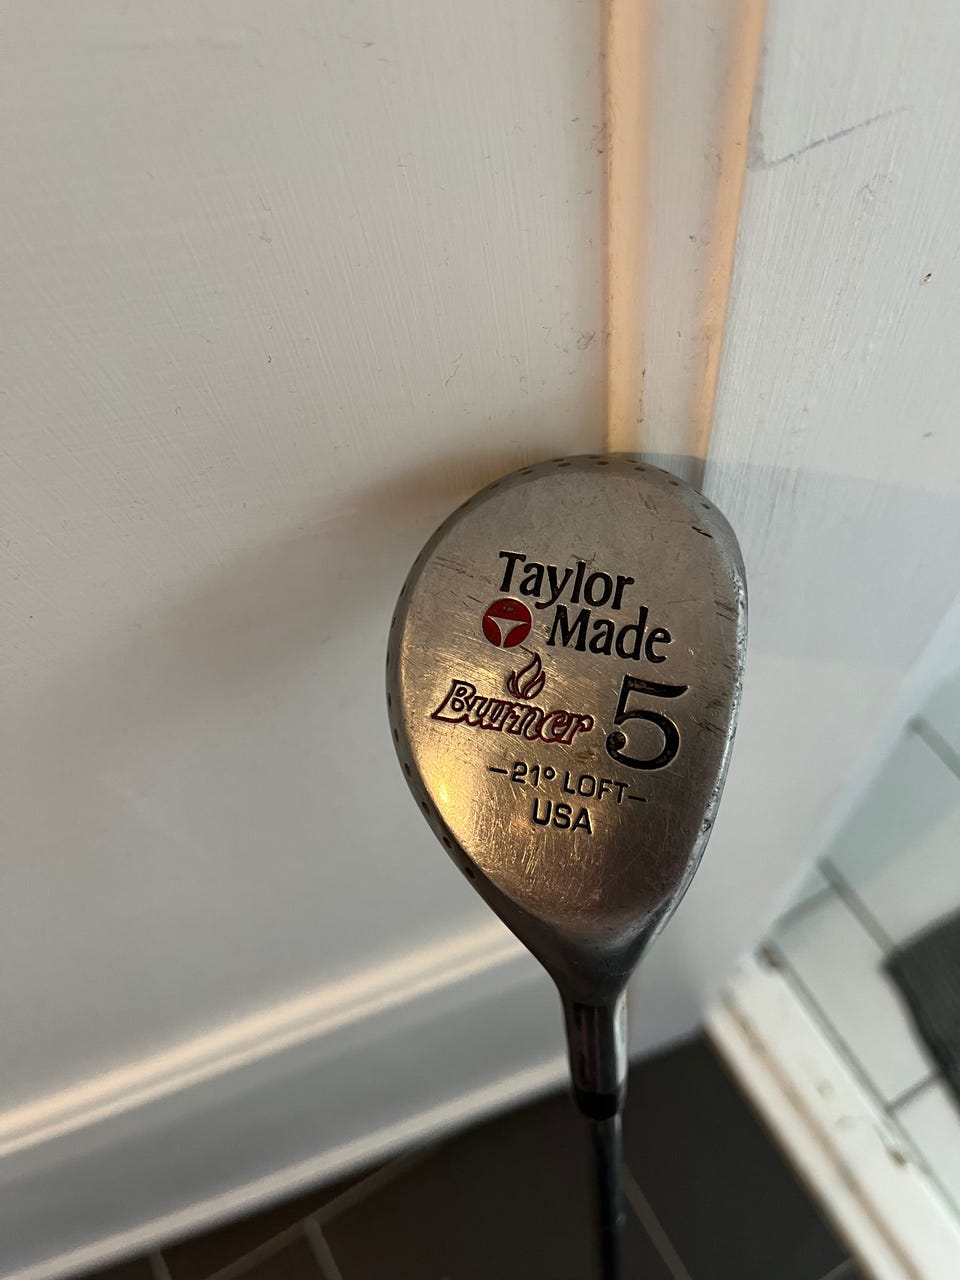 Taylor
Made
Burner 5
–21° LOFT–
USA